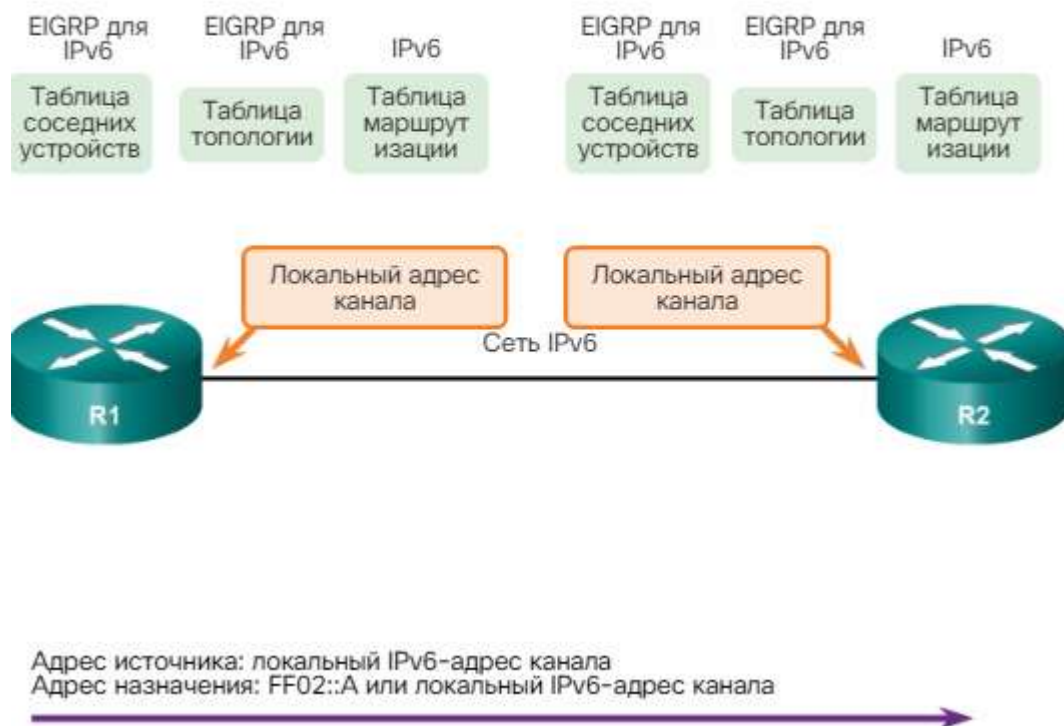 EIGRP для
IPv6
EIGRP для
IPv6
IPv6
EIGRP для
IPv6
EIGRP для
IPv6
IPv6
Таблица
соседних
устройств
Таблица
топологии
Таблица
маршрут
изации
Таблица
соседних
устройств
Таблица
топологии
Таблица
маршрут
изации
Локальный адрес
канала
Локальный адрес
канала
Сеть IPv6
R1
R2
Адрес источника: локальный IPv6-адрес канала
Адрес назначения: FF02::A или локальный IPv6-адрес канала